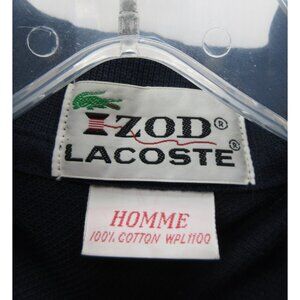 IZOD®
LACOSTE®
HOMME
100% COTTON WPL1100